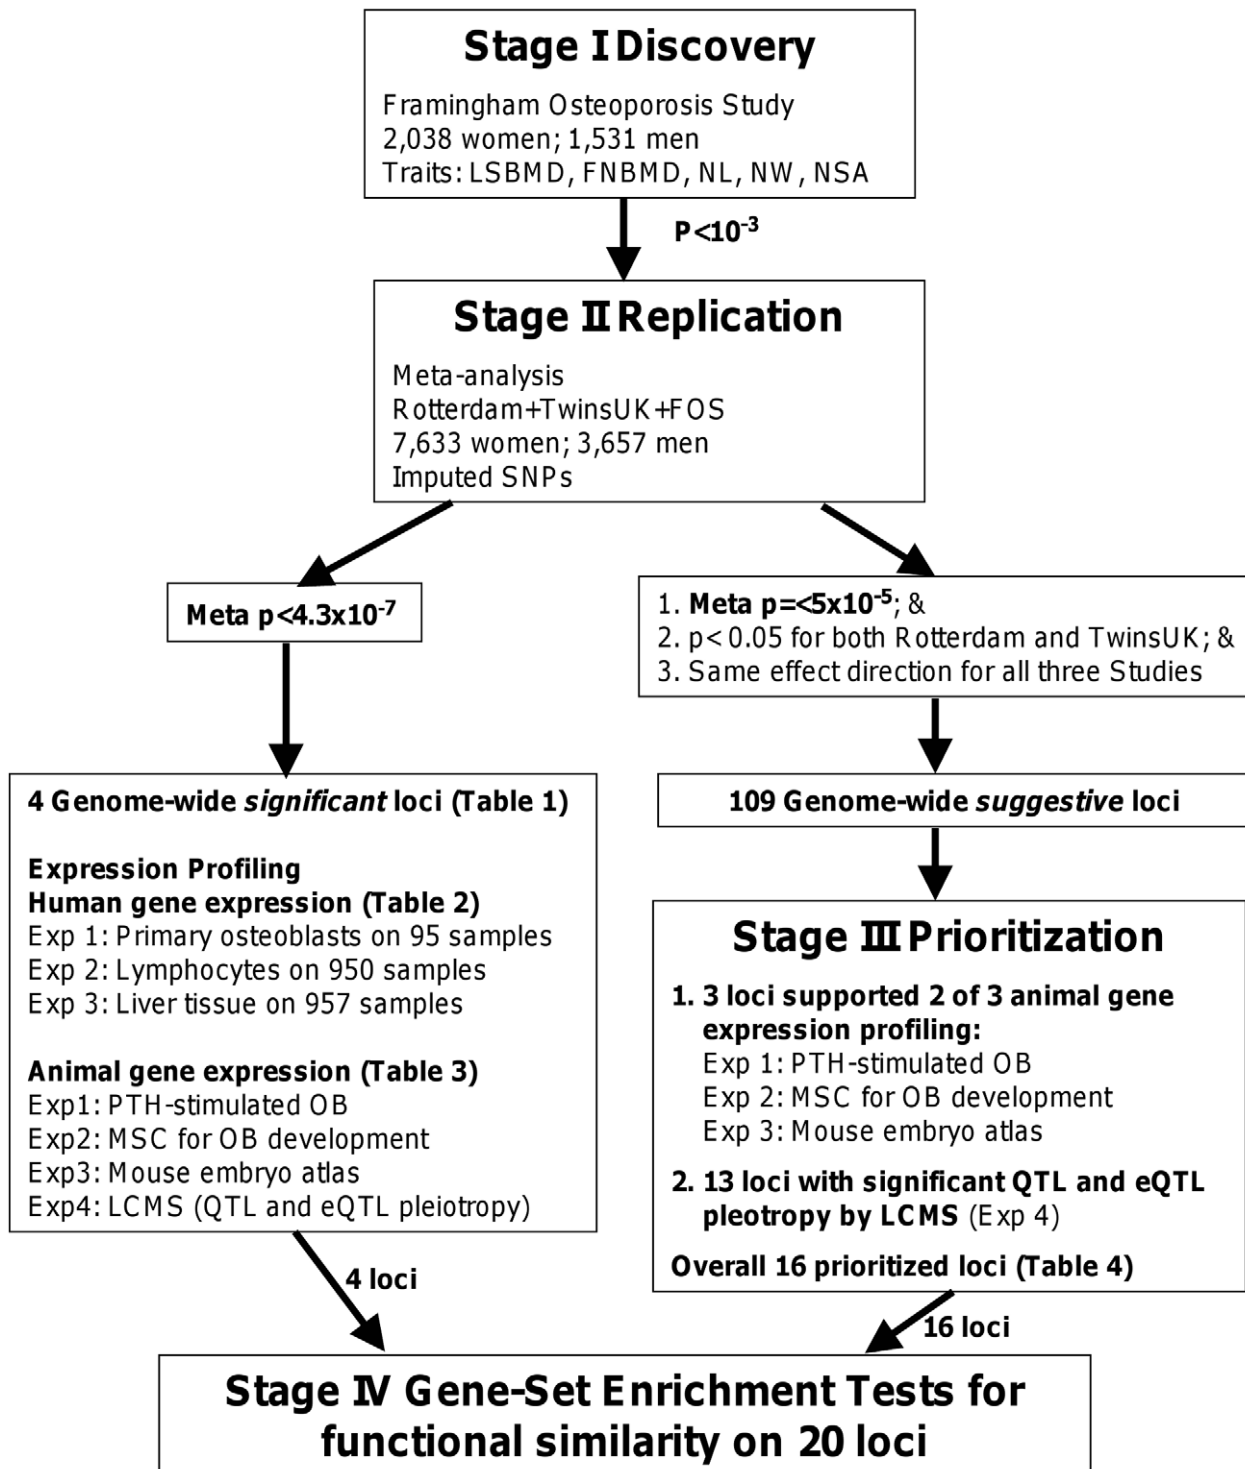 Stage I Discovery
Framingham Osteoporosis Study
2,038 women; 1,531 men
Traits: LSBMD, FNBMD, NL, NW, NSA
P<10⁻³
Stage II Replication
Meta-analysis
Rotterdam+TwinsUK+FOS
7,633 women; 3,657 men
Imputed SNPs
Meta p<4.3x10⁻⁷
1. Meta p=<5x10⁻⁵; &
2. p<0.05 for both Rotterdam and TwinsUK; &
3. Same effect direction for all three Studies
4 Genome-wide significant loci (Table 1)
Expression Profiling
Human gene expression (Table 2)
Exp 1: Primary osteoblasts on 95 samples
Exp 2: Lymphocytes on 950 samples
Exp 3: Liver tissue on 957 samples
Animal gene expression (Table 3)
Exp1: PTH-stimulated OB
Exp2: MSC for OB development
Exp3: Mouse embryo atlas
Exp4: LCMS (QTL and eQTL pleiotropy)
4 loci
109 Genome-wide suggestive loci
Stage III Prioritization
1. 3 loci supported 2 of 3 animal gene
expression profiling:
Exp 1: PTH-stimulated OB
Exp 2: MSC for OB development
Exp 3: Mouse embryo atlas
2. 13 loci with significant QTL and eQTL
pleotropy by LCMS (Exp 4)
Overall 16 prioritized loci (Table 4)
16 loci
Stage IV Gene-Set Enrichment Tests for
functional similarity on 20 loci